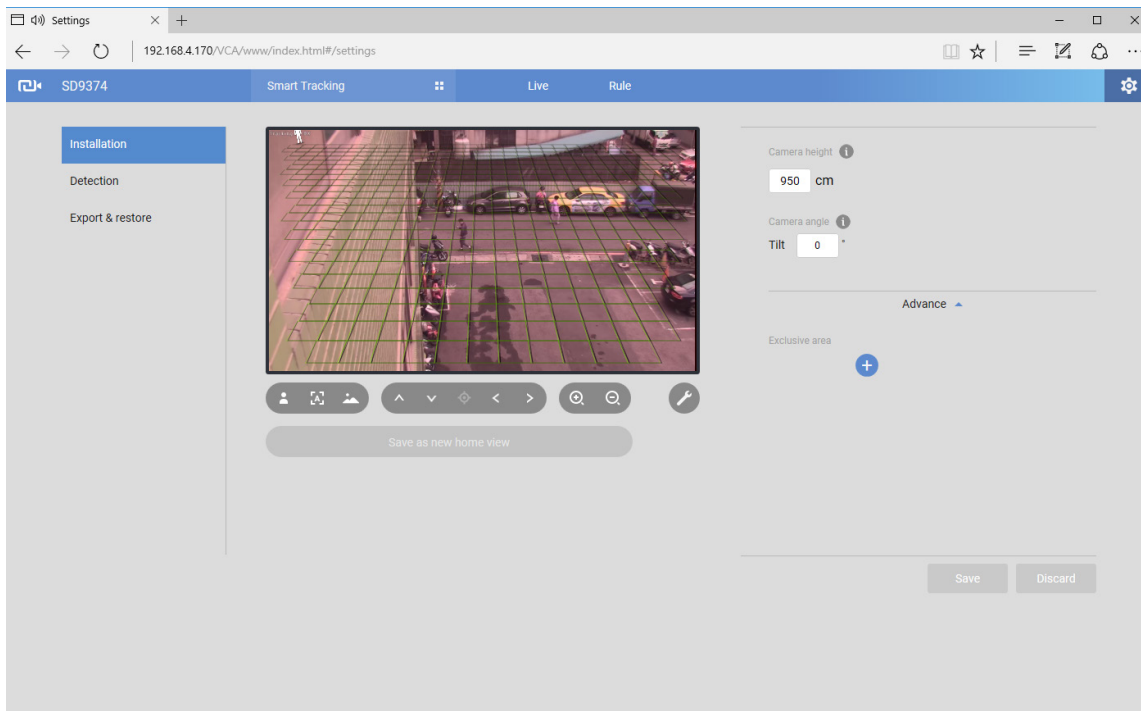 Settings
192.168.4.170/VCA/www/index.html#/settings
SD9374
Smart Tracking
Live
Rule
Installation
Detection
Export & restore
Camera height
950 cm
Camera angle
Tilt 0 °
Advance
Exclusive area
A
Save as new home view
Save
Discard